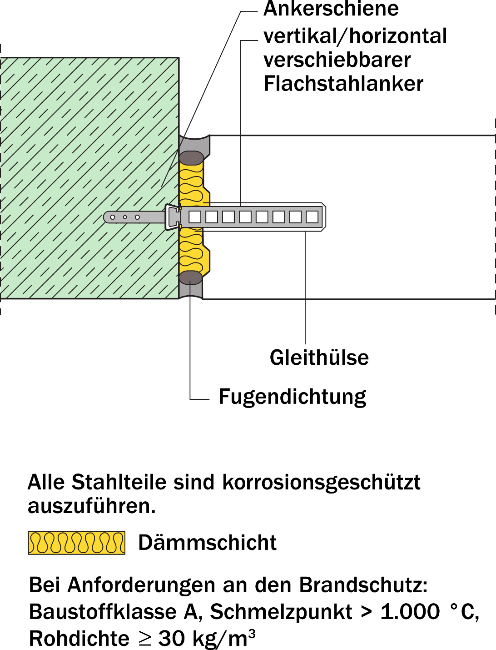 Ankerschiene
vertikal/horizontal
verschiebbarer
Flachstahlanker
Gleithülse
Fugendichtung
Alle Stahlteile sind korrosionsgeschützt
auszuführen.
Dämmschicht
Bei Anforderungen an den Brandschutz:
Baustoffklasse A, Schmelzpunkt > 1.000 °C,
Rohdichte ≥ 30 kg/m³